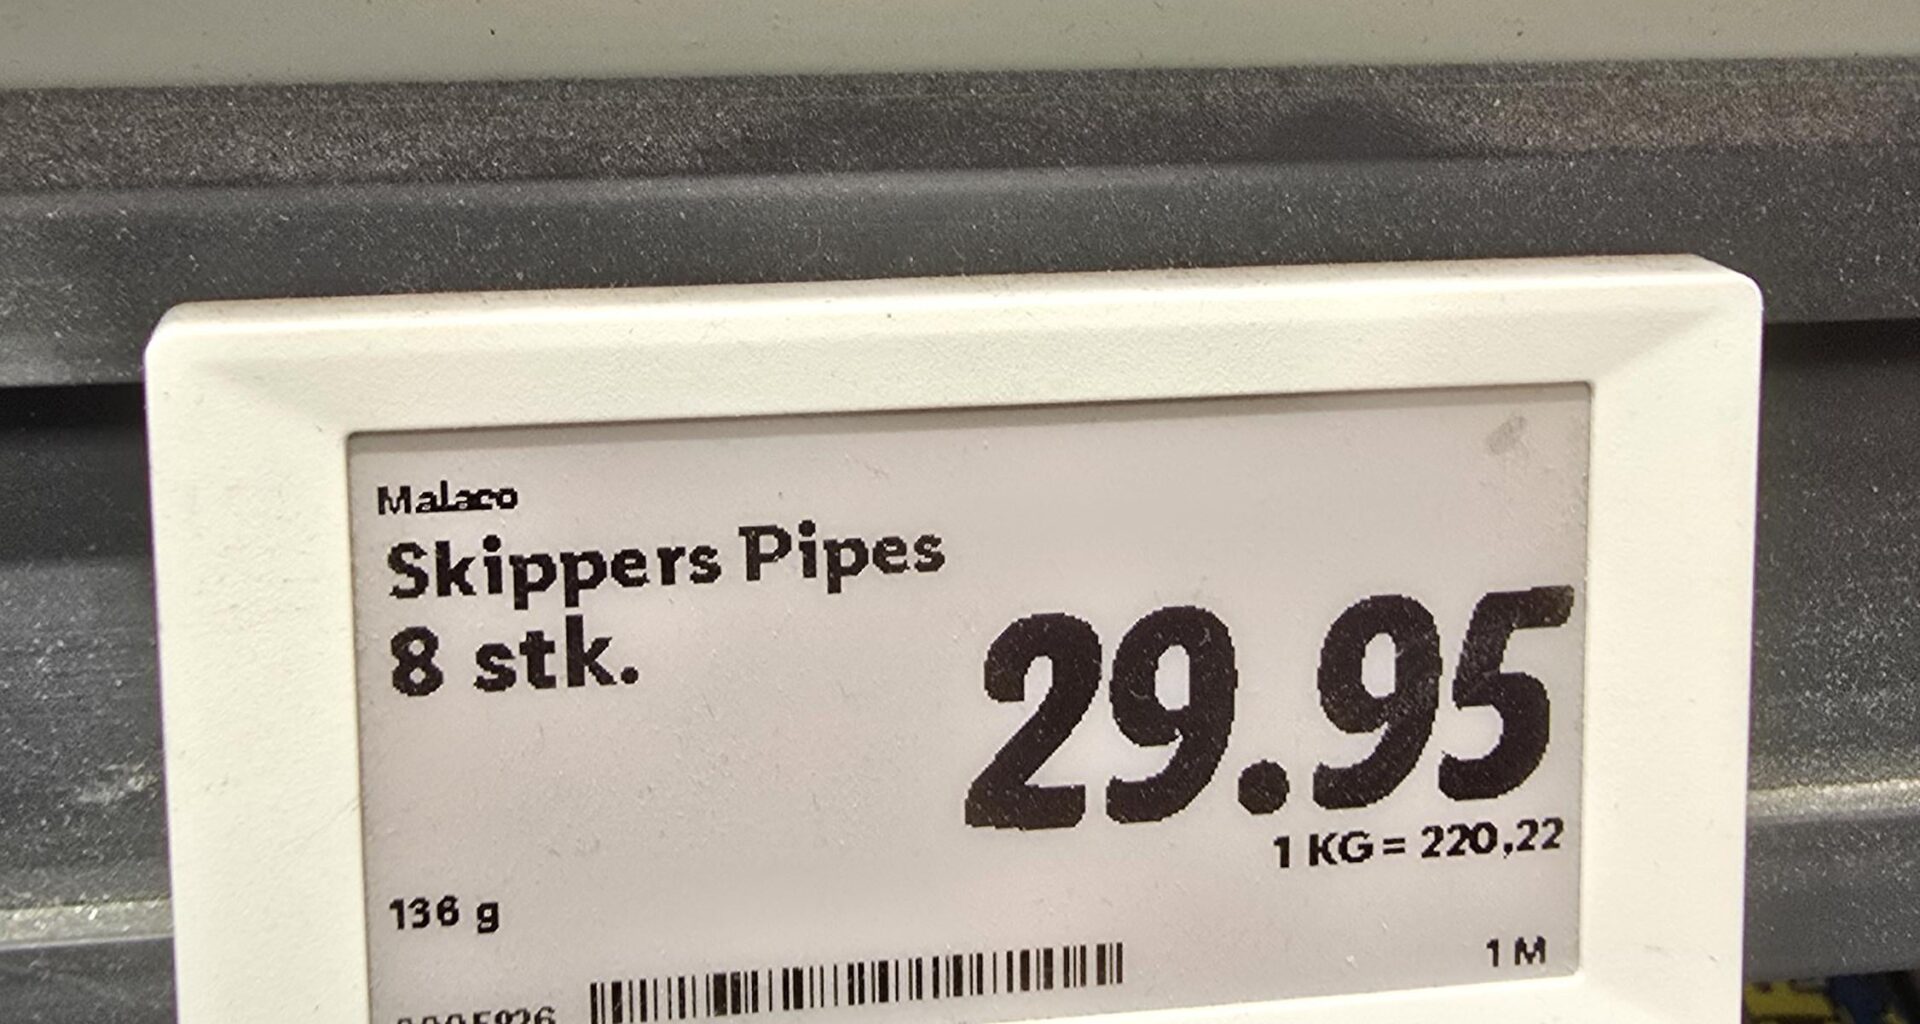 Malaco
Skippers Pipes
8 stk.
29.95
1 KG = 220,22
136 g
1 M